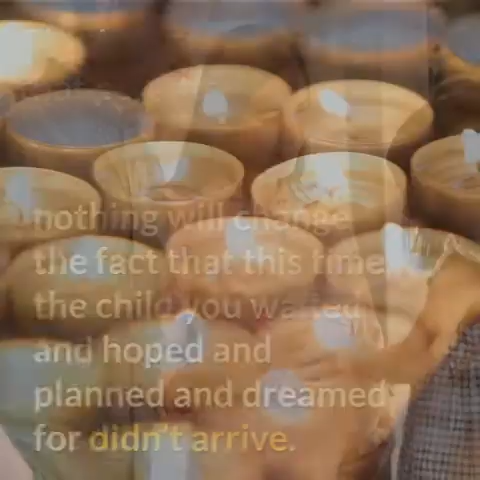 nothing will change
the fact that this time
the child you waited
and hoped and
planned and dreamed
for didn't arrive.